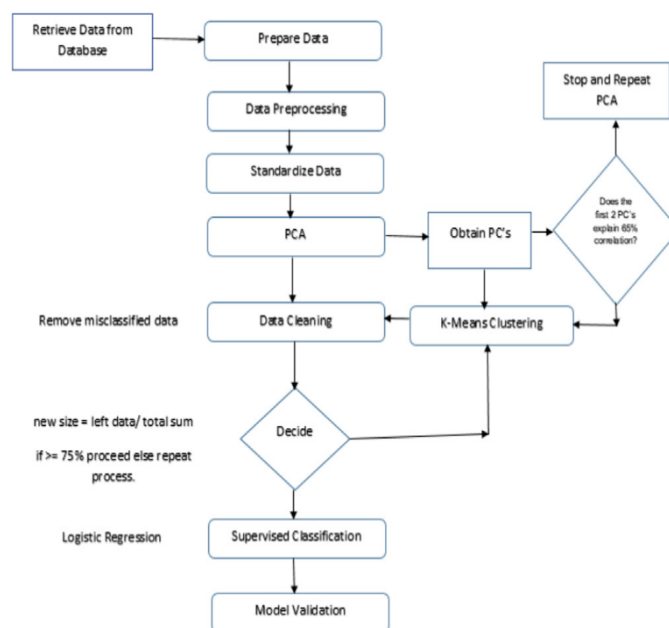 Retrieve Data from
Database
Prepare Data
Data Preprocessing
Standardize Data
PCA
Obtain PC's
Stop and Repeat
PCA
Does the
first 2 PC's
explain 65%
correlation?
Remove misclassified data
Data Cleaning
K-Means Clustering
new size = left data/ total sum
if >= 75% proceed else repeat
process.
Decide
Logistic Regression
Supervised Classification
Model Validation